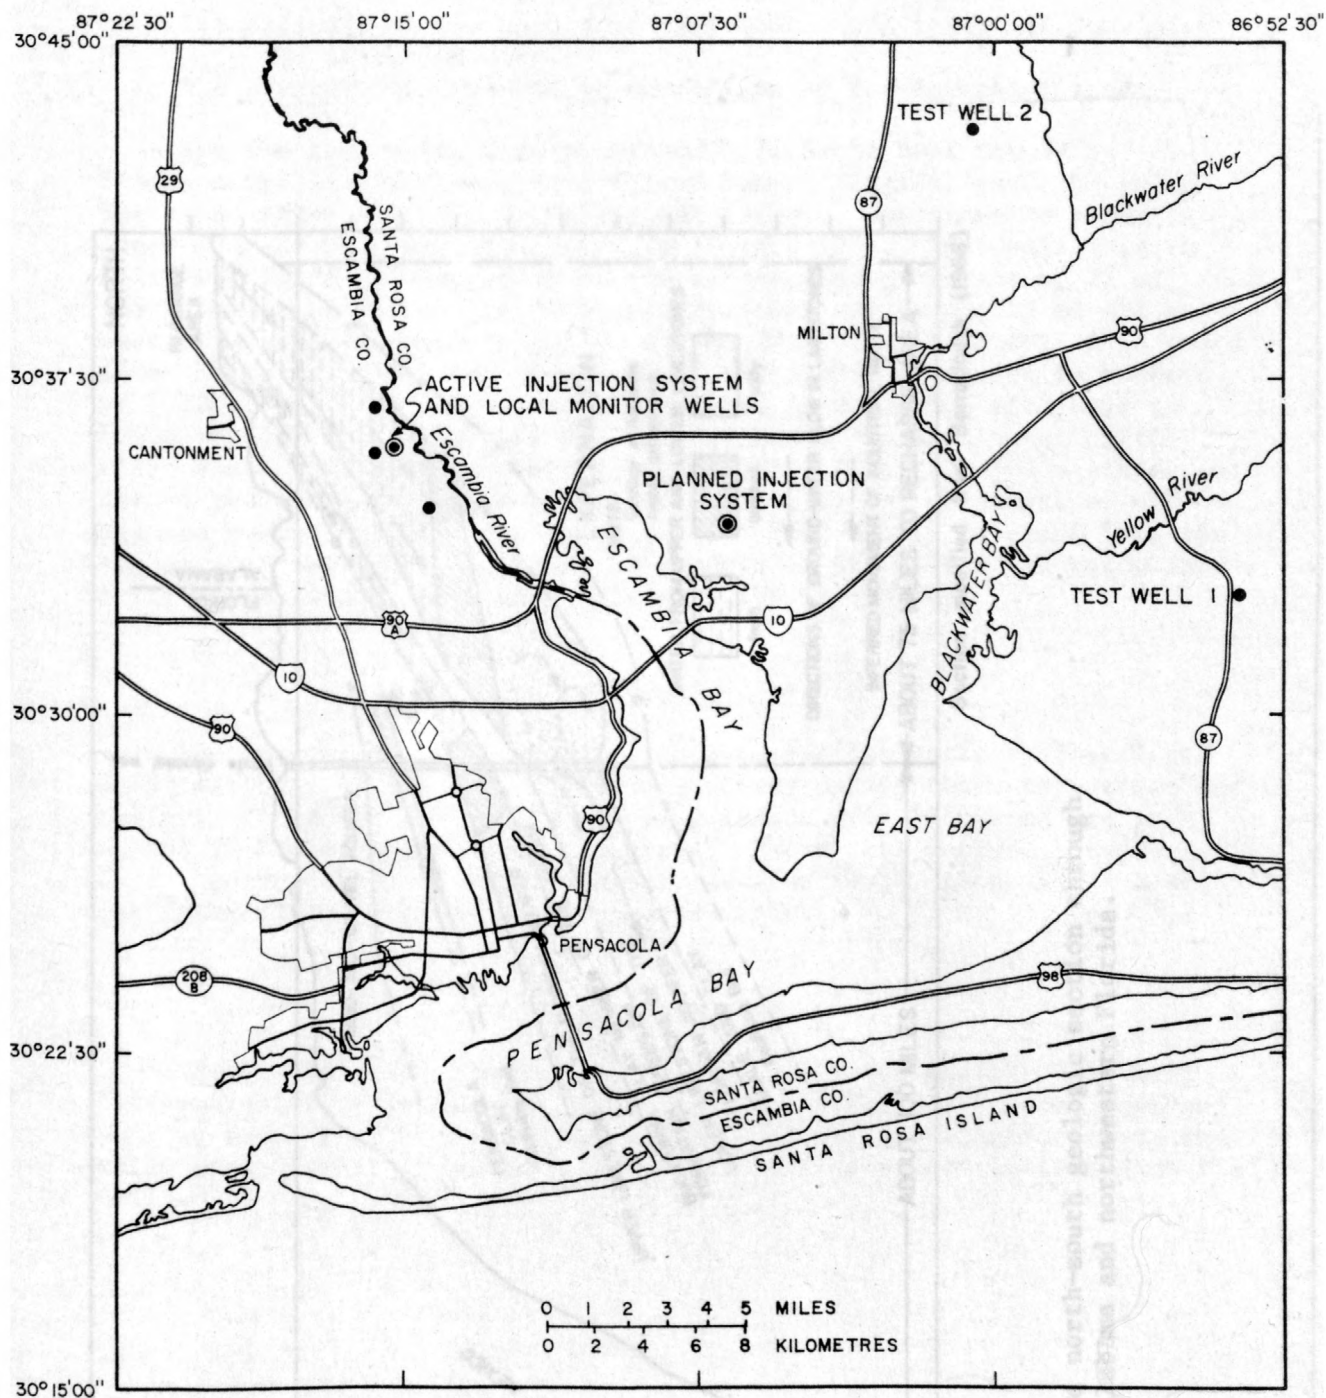 87°22'30" 87°15'00" 87°07'30" 87°00'00" 86°52'30"
30°45'00"
TEST WELL 2
29
87
Blackwater River
SANTA ROSA CO.
ESCAMBIA CO.
MILTON
90
30°37'30"
ACTIVE INJECTION SYSTEM
AND LOCAL MONITOR WELLS
CANTONMENT
Escambia River
PLANNED INJECTION
SYSTEM
Yellow River
ESCAMBIA BAY
BLACKWATER BAY
TEST WELL 1
90
A
10
10
30°30'00"
90
87
90
EAST BAY
PENSACOLA
208
B
98
PENSACOLA BAY
30°22'30"
SANTA ROSA CO.
ESCAMBIA CO.
SANTA ROSA ISLAND
0 1 2 3 4 5 MILES
0 2 4 6 8 KILOMETRES
30°15'00"